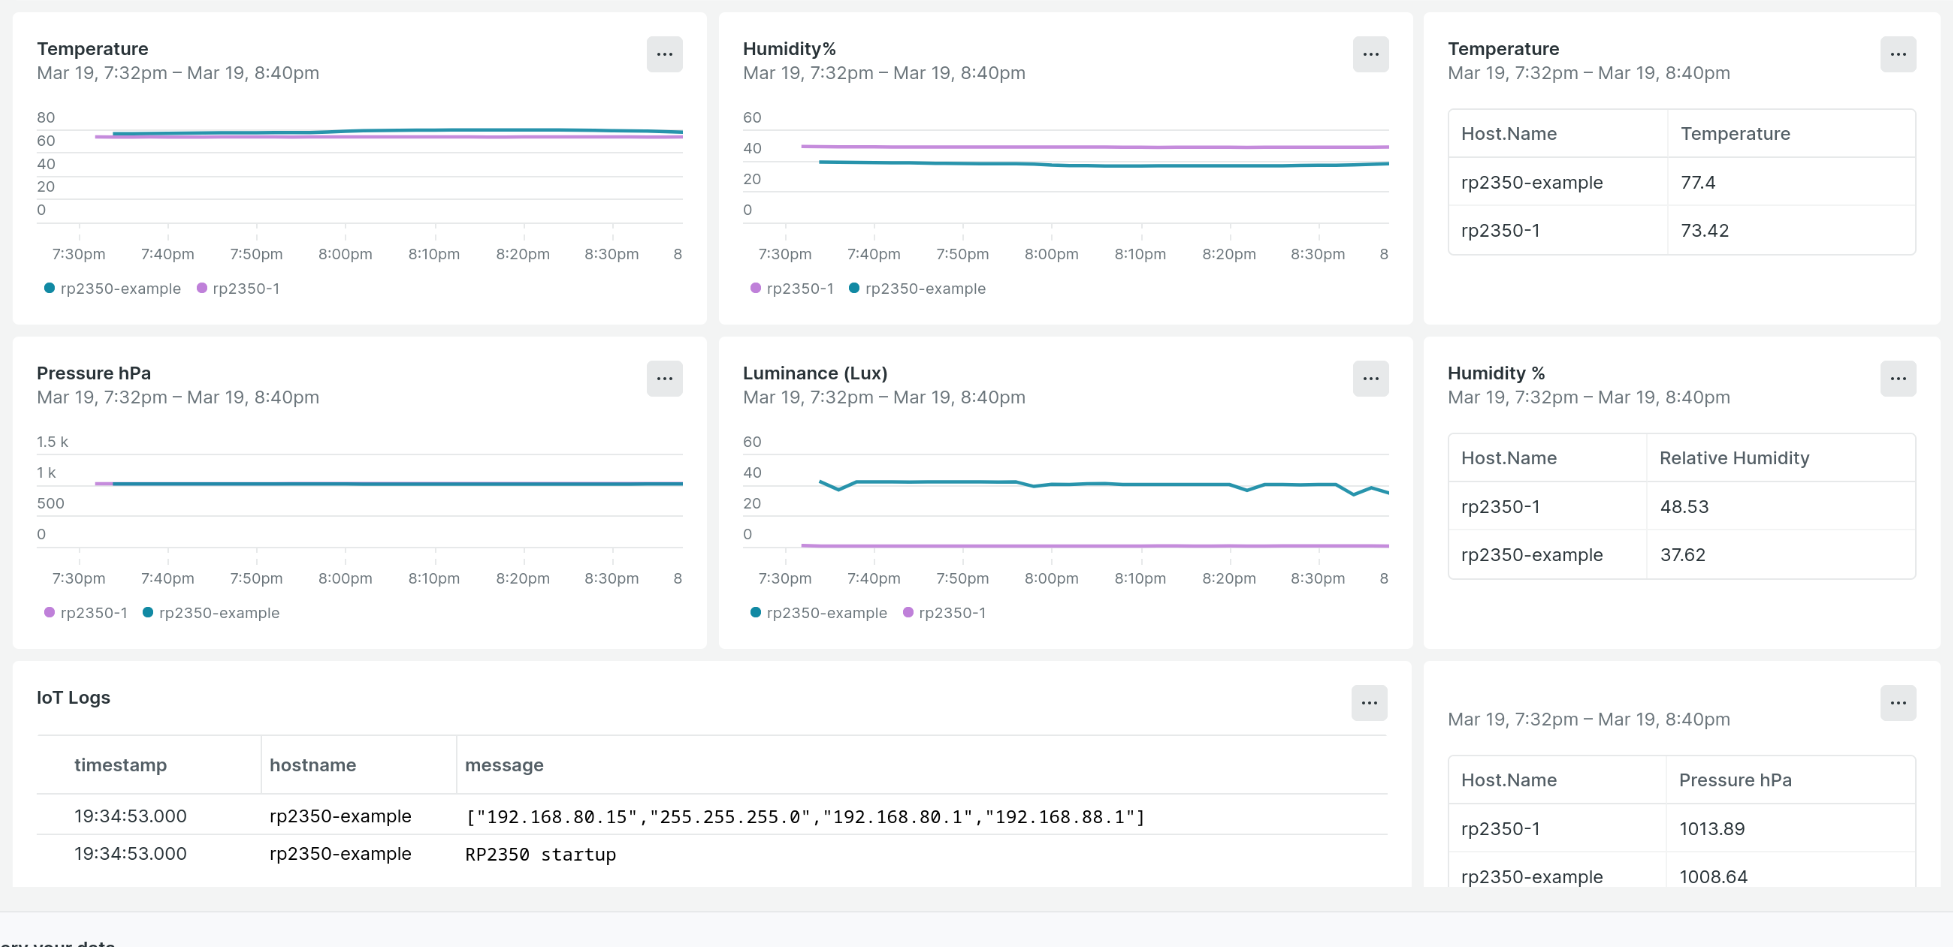 Temperature
Mar 19, 7:32pm – Mar 19, 8:40pm
80
60
40
20
0
7:30pm 7:40pm 7:50pm 8:00pm 8:10pm 8:20pm 8:30pm 8
rp2350-example rp2350-1
Humidity%
Mar 19, 7:32pm – Mar 19, 8:40pm
60
40
20
0
7:30pm 7:40pm 7:50pm 8:00pm 8:10pm 8:20pm 8:30pm 8
rp2350-1 rp2350-example
Temperature
Mar 19, 7:32pm – Mar 19, 8:40pm
Host.Name Temperature
rp2350-example 77.4
rp2350-1 73.42
Pressure hPa
Mar 19, 7:32pm – Mar 19, 8:40pm
1.5 k
1 k
500
0
7:30pm 7:40pm 7:50pm 8:00pm 8:10pm 8:20pm 8:30pm 8
rp2350-1 rp2350-example
Luminance (Lux)
Mar 19, 7:32pm – Mar 19, 8:40pm
60
40
20
0
7:30pm 7:40pm 7:50pm 8:00pm 8:10pm 8:20pm 8:30pm 8
rp2350-example rp2350-1
Humidity %
Mar 19, 7:32pm – Mar 19, 8:40pm
Host.Name Relative Humidity
rp2350-1 48.53
rp2350-example 37.62
IoT Logs
timestamp hostname message
19:34:53.000 rp2350-example ["192.168.80.15","255.255.255.0","192.168.80.1","192.168.88.1"]
19:34:53.000 rp2350-example RP2350 startup
Mar 19, 7:32pm – Mar 19, 8:40pm
Host.Name Pressure hPa
rp2350-1 1013.89
rp2350-example 1008.64
your data